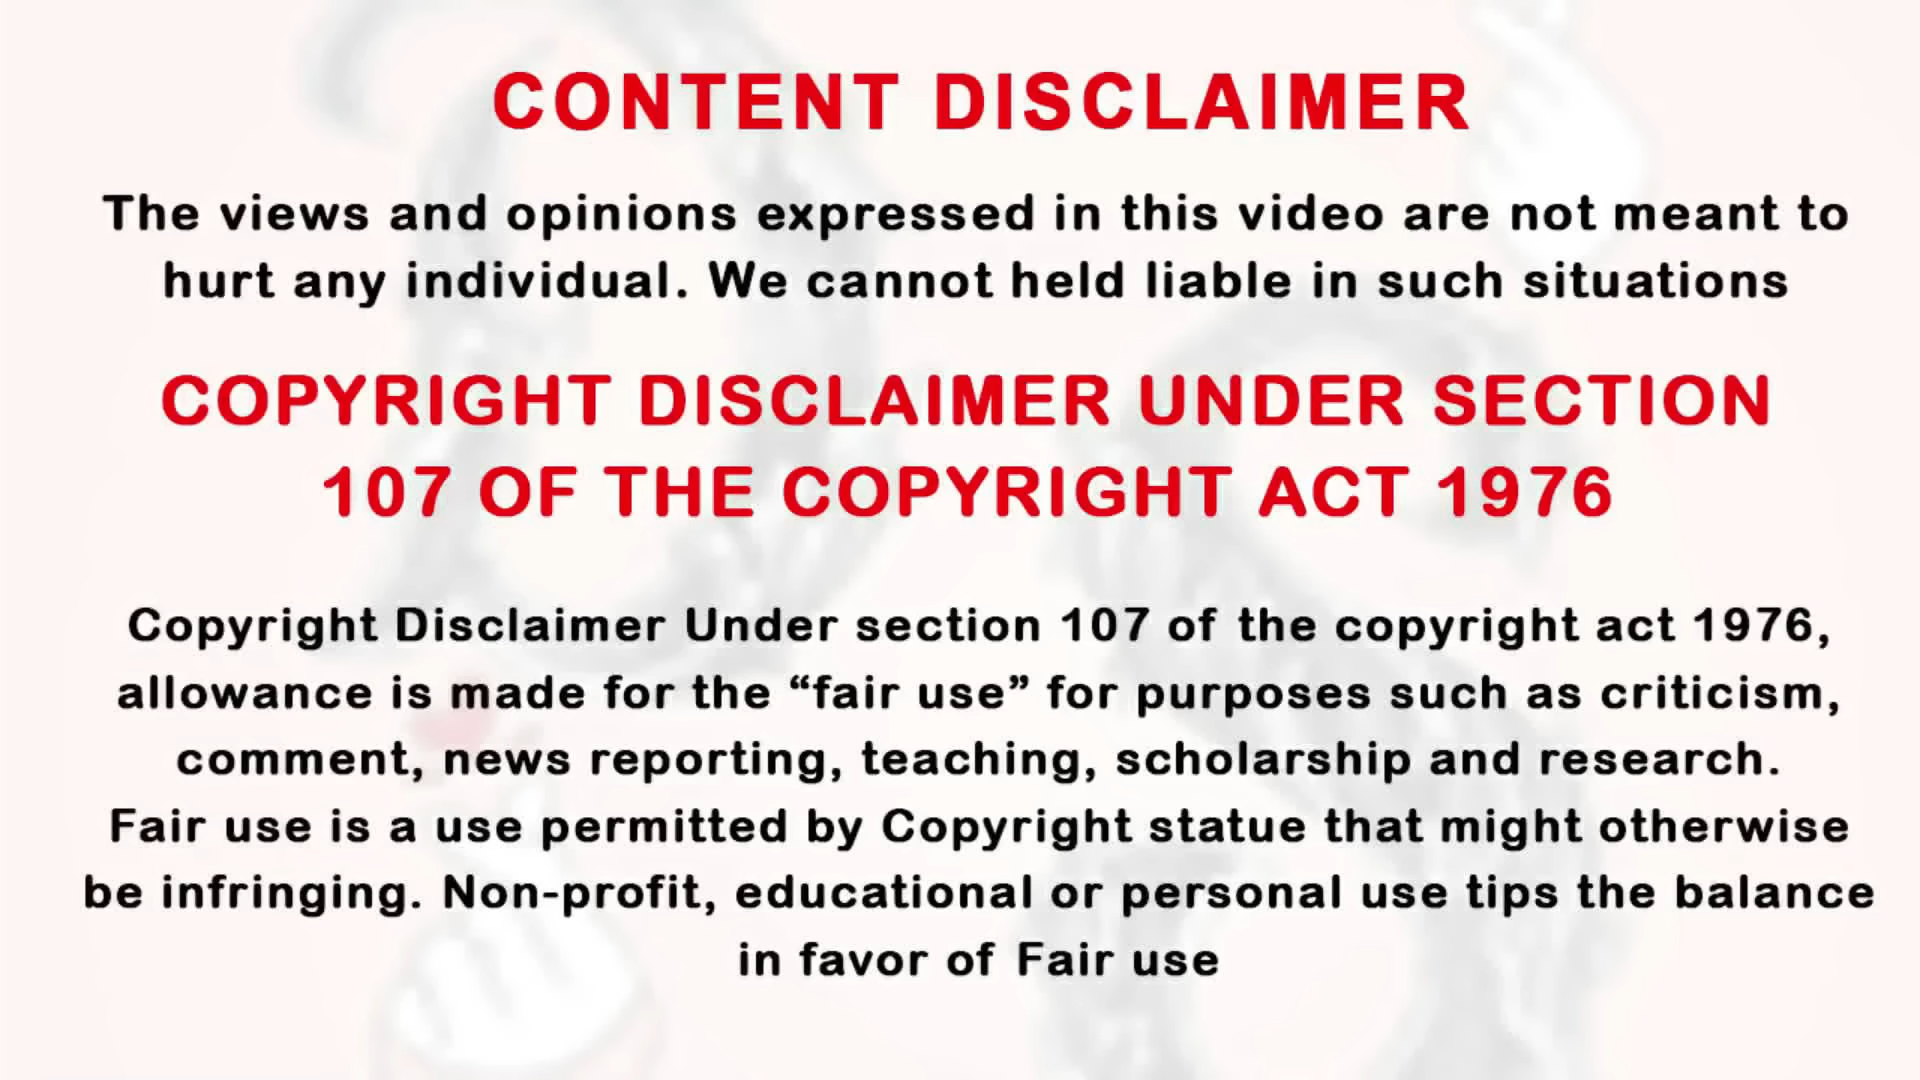 CONTENT DISCLAIMER
The views and opinions expressed in this video are not meant to
hurt any individual. We cannot held liable in such situations
COPYRIGHT DISCLAIMER UNDER SECTION
107 OF THE COPYRIGHT ACT 1976
Copyright Disclaimer Under section 107 of the copyright act 1976,
allowance is made for the “fair use” for purposes such as criticism,
comment, news reporting, teaching, scholarship and research.
Fair use is a use permitted by Copyright statue that might otherwise
be infringing. Non-profit, educational or personal use tips the balance
in favor of Fair use